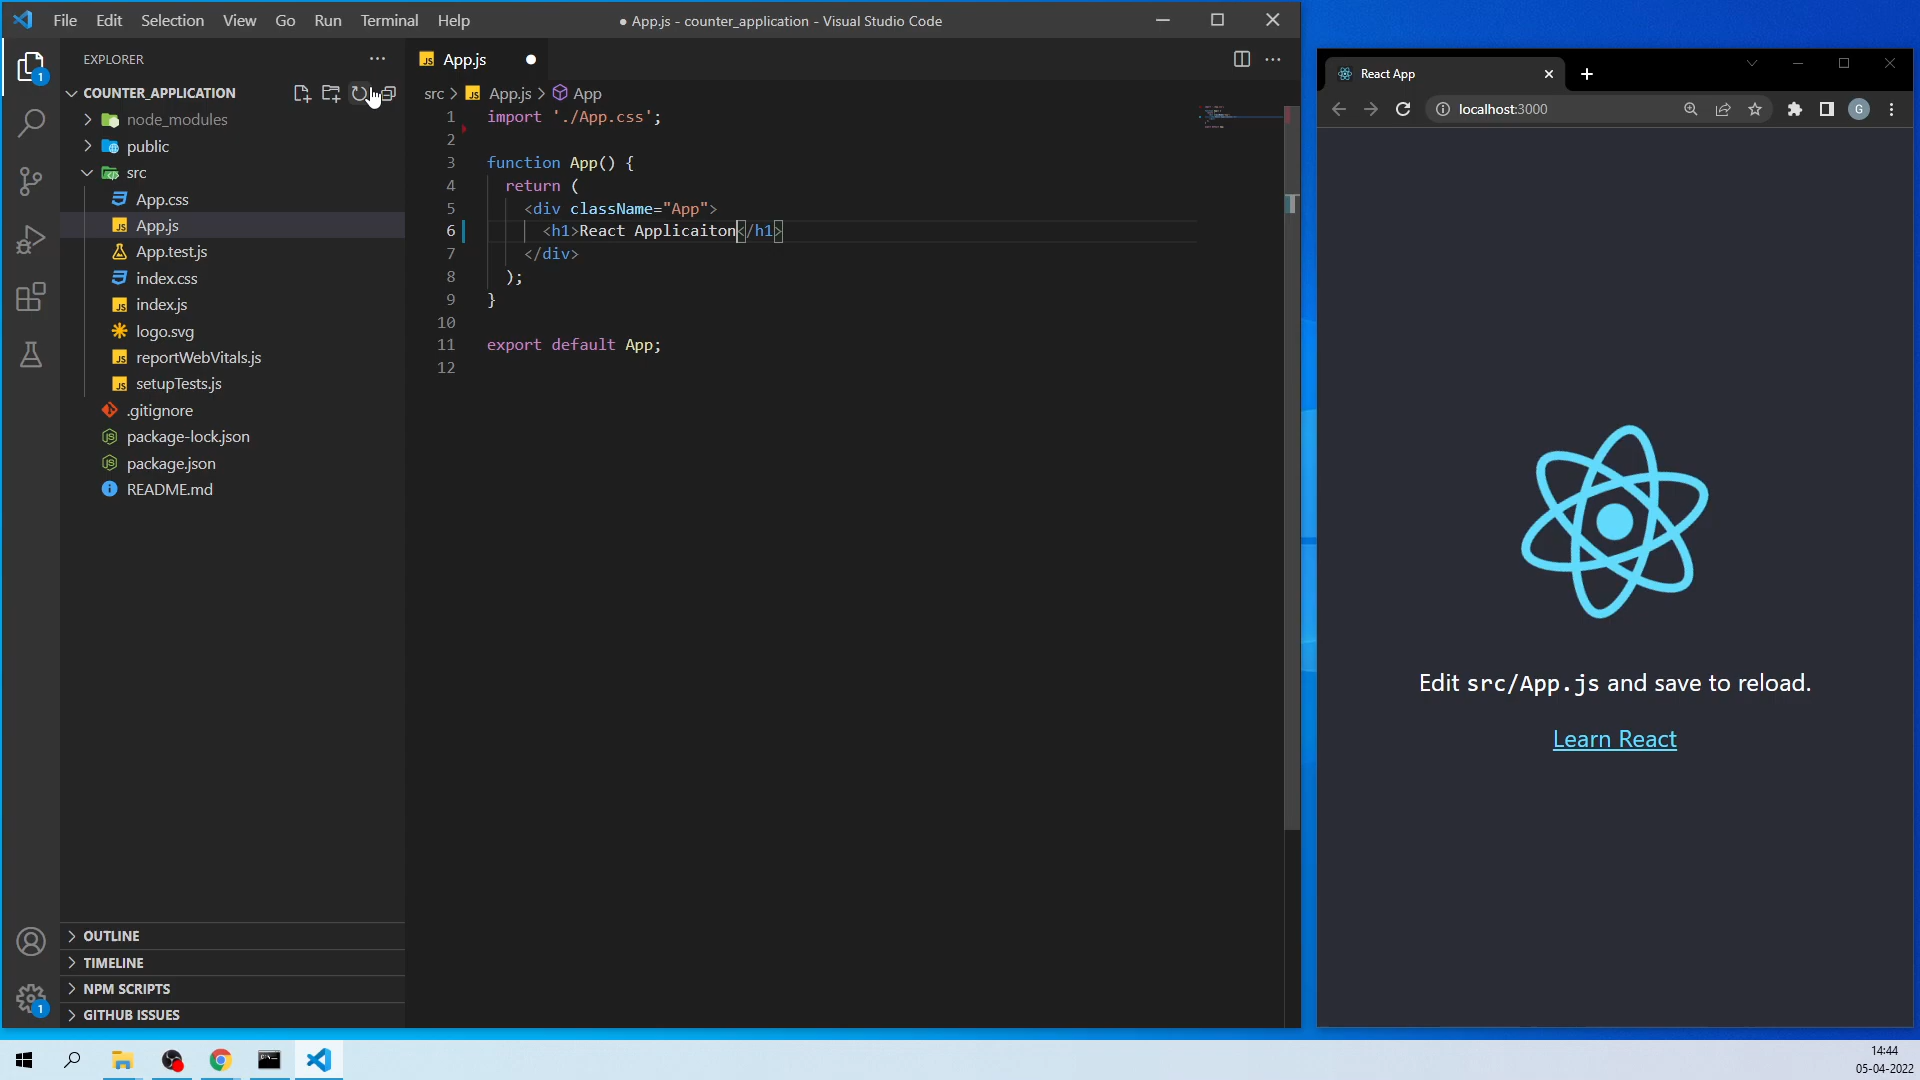 File Edit Selection View Go Run Terminal Help
● App.js - counter_application - Visual Studio Code
EXPLORER
COUNTER_APPLICATION
node_modules
public
src
App.css
App.js
App.test.js
index.css
index.js
logo.svg
reportWebVitals.js
setupTests.js
.gitignore
package-lock.json
package.json
README.md
OUTLINE
TIMELINE
NPM SCRIPTS
GITHUB ISSUES
1
1
App.js
src > App.js > App
1 import './App.css';
2
3 function App() {
4 return (
5 <div className="App">
6 <h1>React Applicaiton</h1>
7 </div>
8 );
9 }
10
11 export default App;
12
React App
localhost:3000
G
Edit src/App.js and save to reload.
Learn React
14:44
05-04-2022